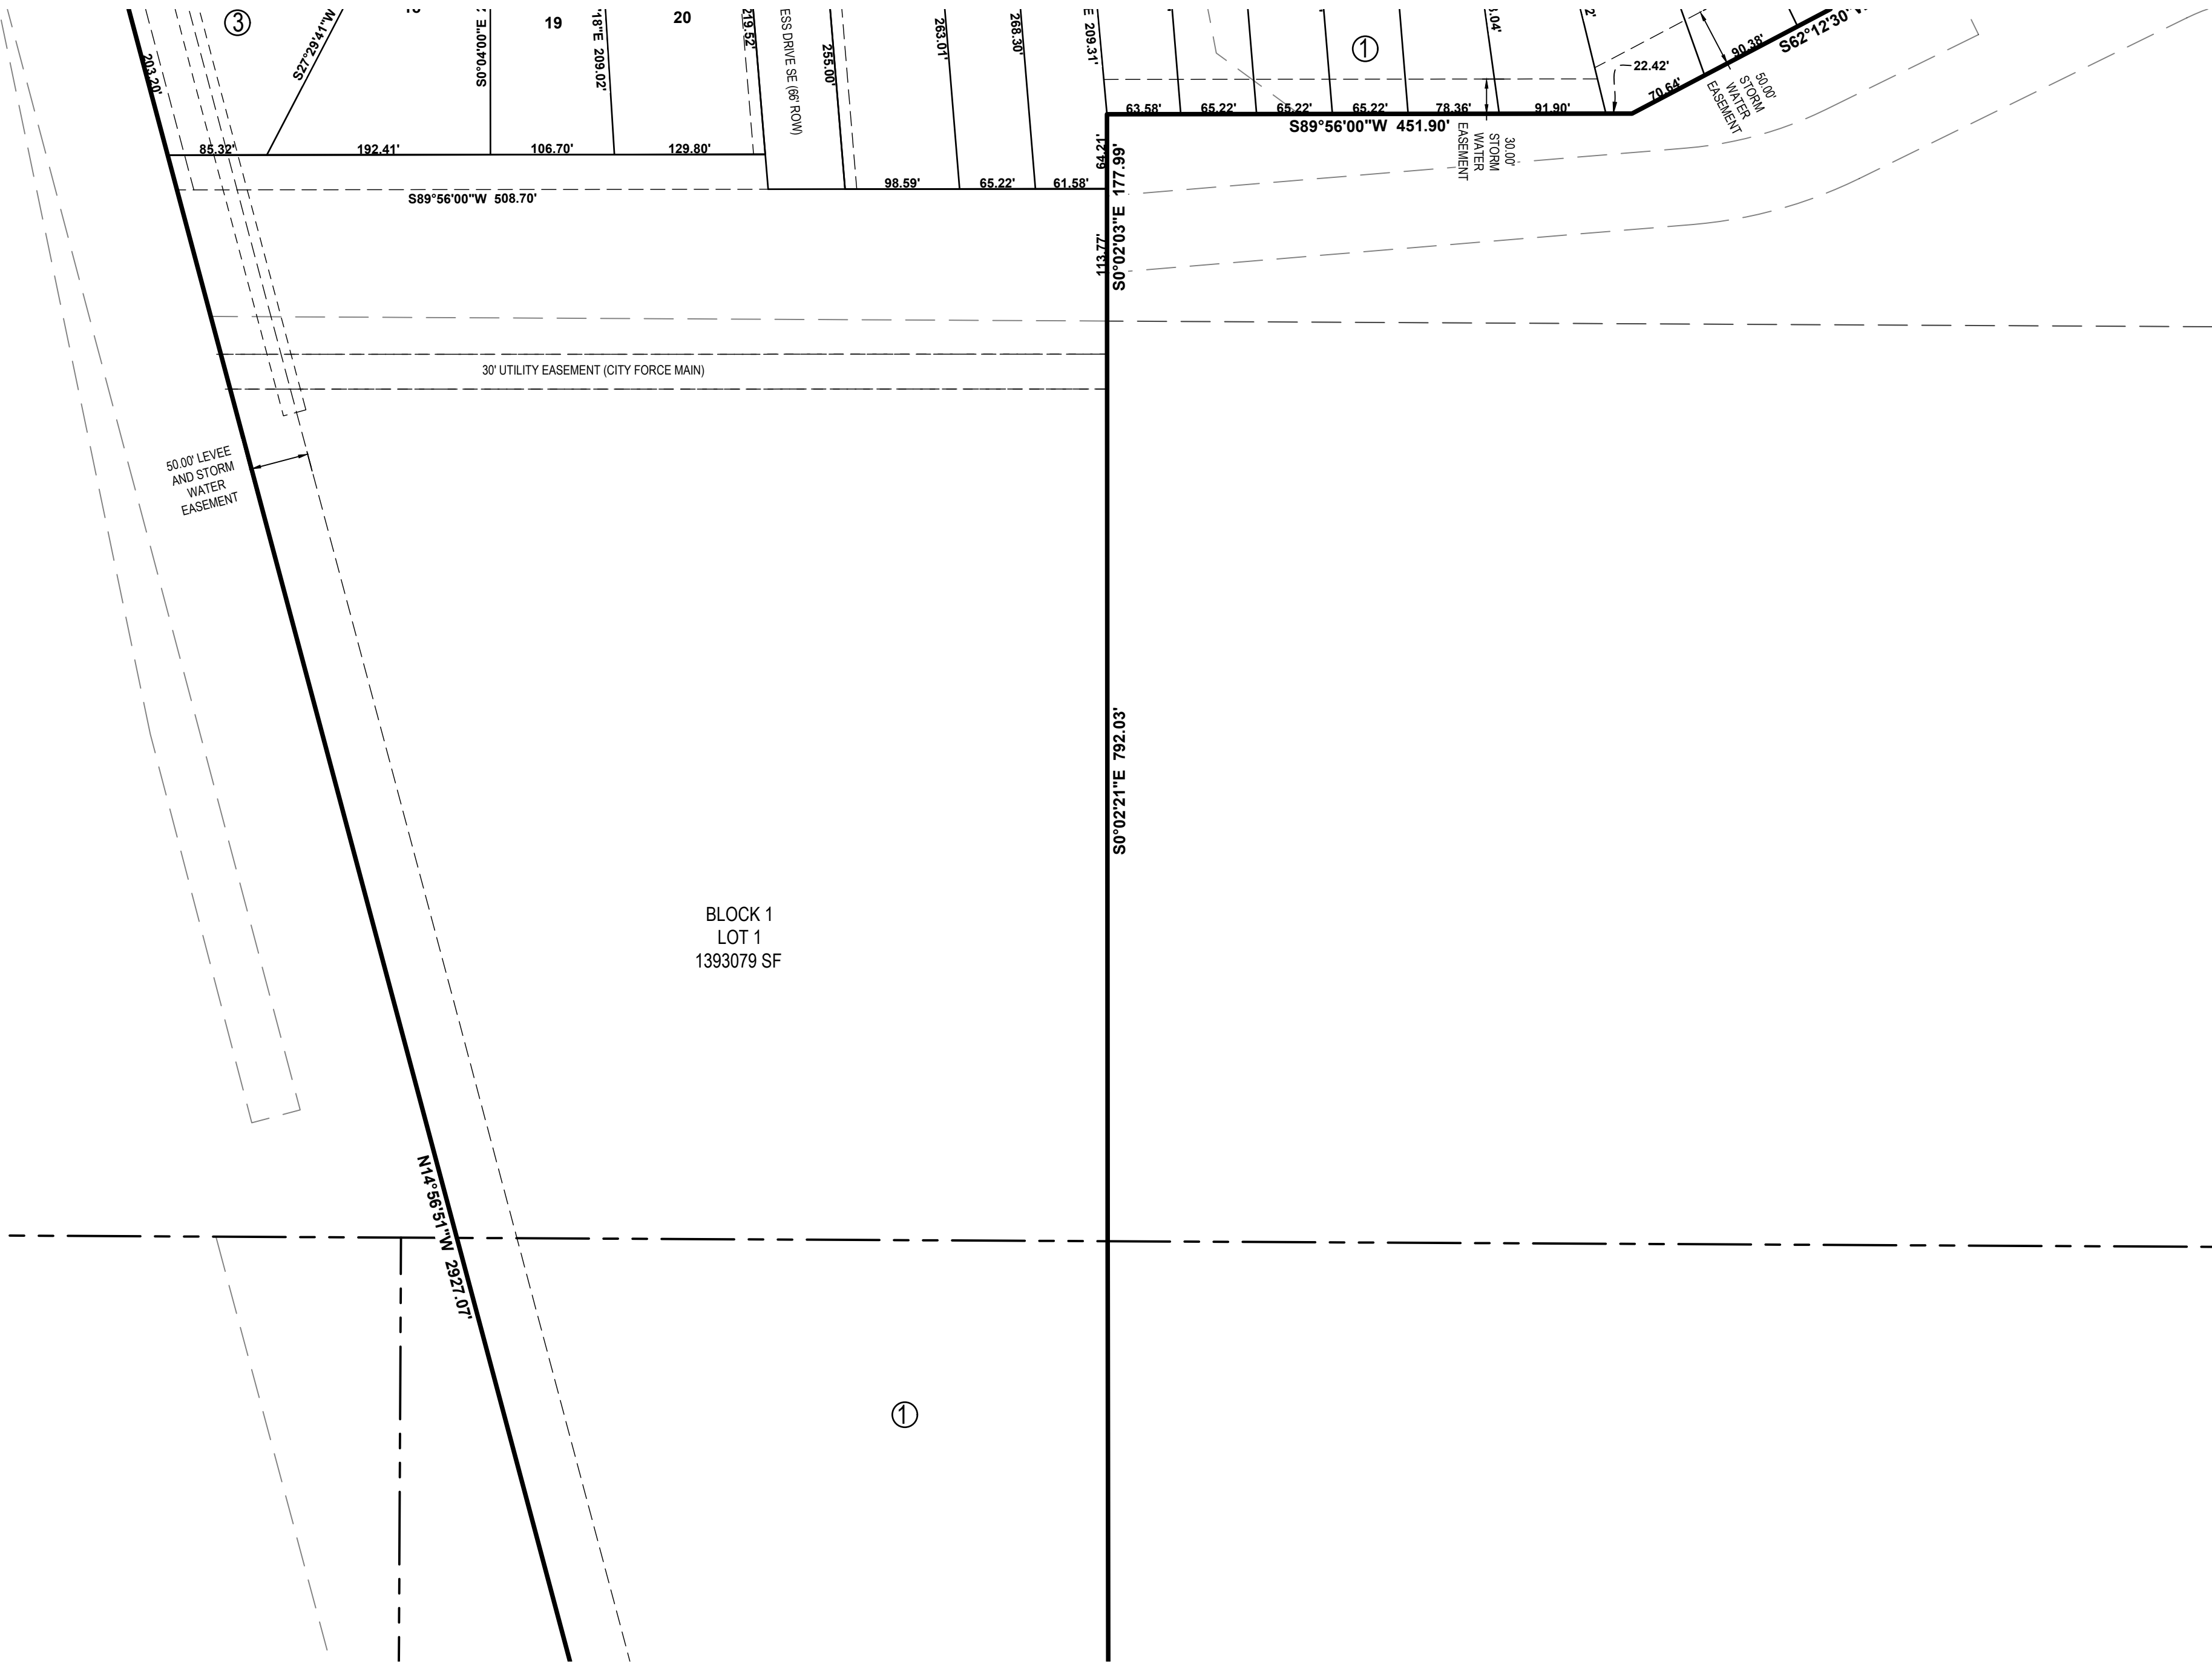 3
19
20
1
203.20'
S27°29'41"W
S0°04'00"E
'18"E 209.02'
219.52'
ESS DRIVE SE (66' ROW)
255.00'
263.01'
268.30'
E 209.31'
.04'
2'
22.42'
70.64'
90.38'
S62°12'30"W
50.00'
STORM
WATER
EASEMENT
63.58'
65.22'
65.22'
65.22'
78.36'
91.90'
S89°56'00"W 451.90'
30.00'
STORM
WATER
EASEMENT
85.32'
192.41'
106.70'
129.80'
98.59'
65.22'
61.58'
64.21'
S89°56'00"W 508.70'
113.77'
S0°02'03"E 177.99'
30' UTILITY EASEMENT (CITY FORCE MAIN)
50.00' LEVEE
AND STORM
WATER
EASEMENT
S0°02'21"E 792.03'
BLOCK 1
LOT 1
1393079 SF
N14°56'51"W 2927.07'
1